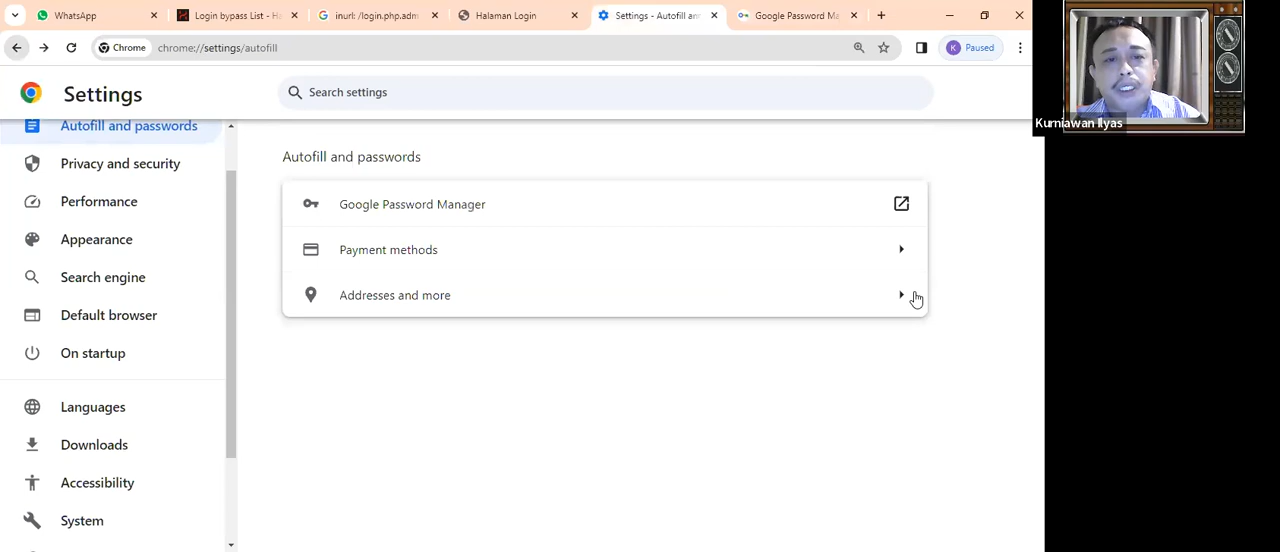 WhatsApp
Login bypass List - Ha
inurl: /login.php.adm
Halaman Login
Settings - Autofill an
Google Password Ma
Chrome
chrome://settings/autofill
K
Paused
Settings
Search settings
Kurniawan Ilyas
Autofill and passwords
Privacy and security
Performance
Appearance
Search engine
Default browser
On startup
Languages
Downloads
Accessibility
System
Autofill and passwords
Google Password Manager
Payment methods
Addresses and more